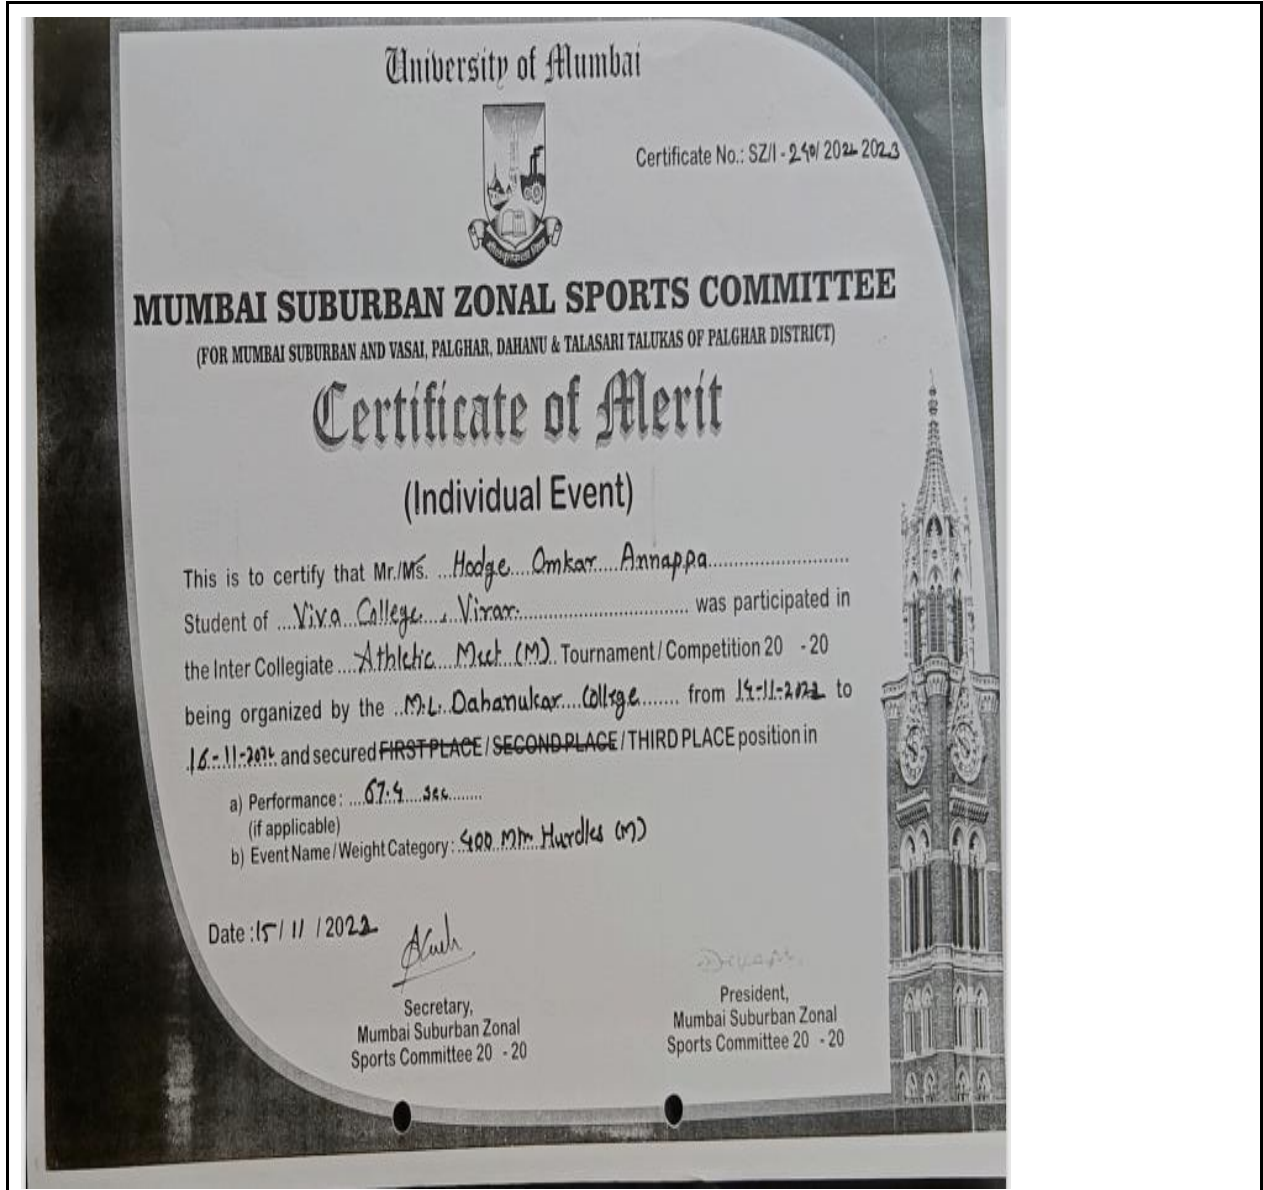 University of Mumbai
Certificate No.: SZ/I - 240/ 2022 2023
MUMBAI SUBURBAN ZONAL SPORTS COMMITTEE
(FOR MUMBAI SUBURBAN AND VASAI, PALGHAR, DAHANU & TALASARI TALUKAS OF PALGHAR DISTRICT)
Certificate of Merit
(Individual Event)
This is to certify that Mr./Ms. ...Hodge....Omkar....Annappa............................
Student of ....Viva...College...., Virar................................... was participated in
the Inter Collegiate ....Athletic...Meet...(M).. Tournament / Competition 20 - 20
being organized by the ..M.L. Dahanukar....College........ from 14-11-2022 to
16-11-2022 and secured FIRST PLACE / SECOND PLACE / THIRD PLACE position in
a) Performance : ....67.4....sec........
(if applicable)
b) Event Name / Weight Category : ..400 Mtr Hurdles (M)
Date : 15/ 11 / 2022
Secretary,
Mumbai Suburban Zonal
Sports Committee 20 - 20
President,
Mumbai Suburban Zonal
Sports Committee 20 - 20